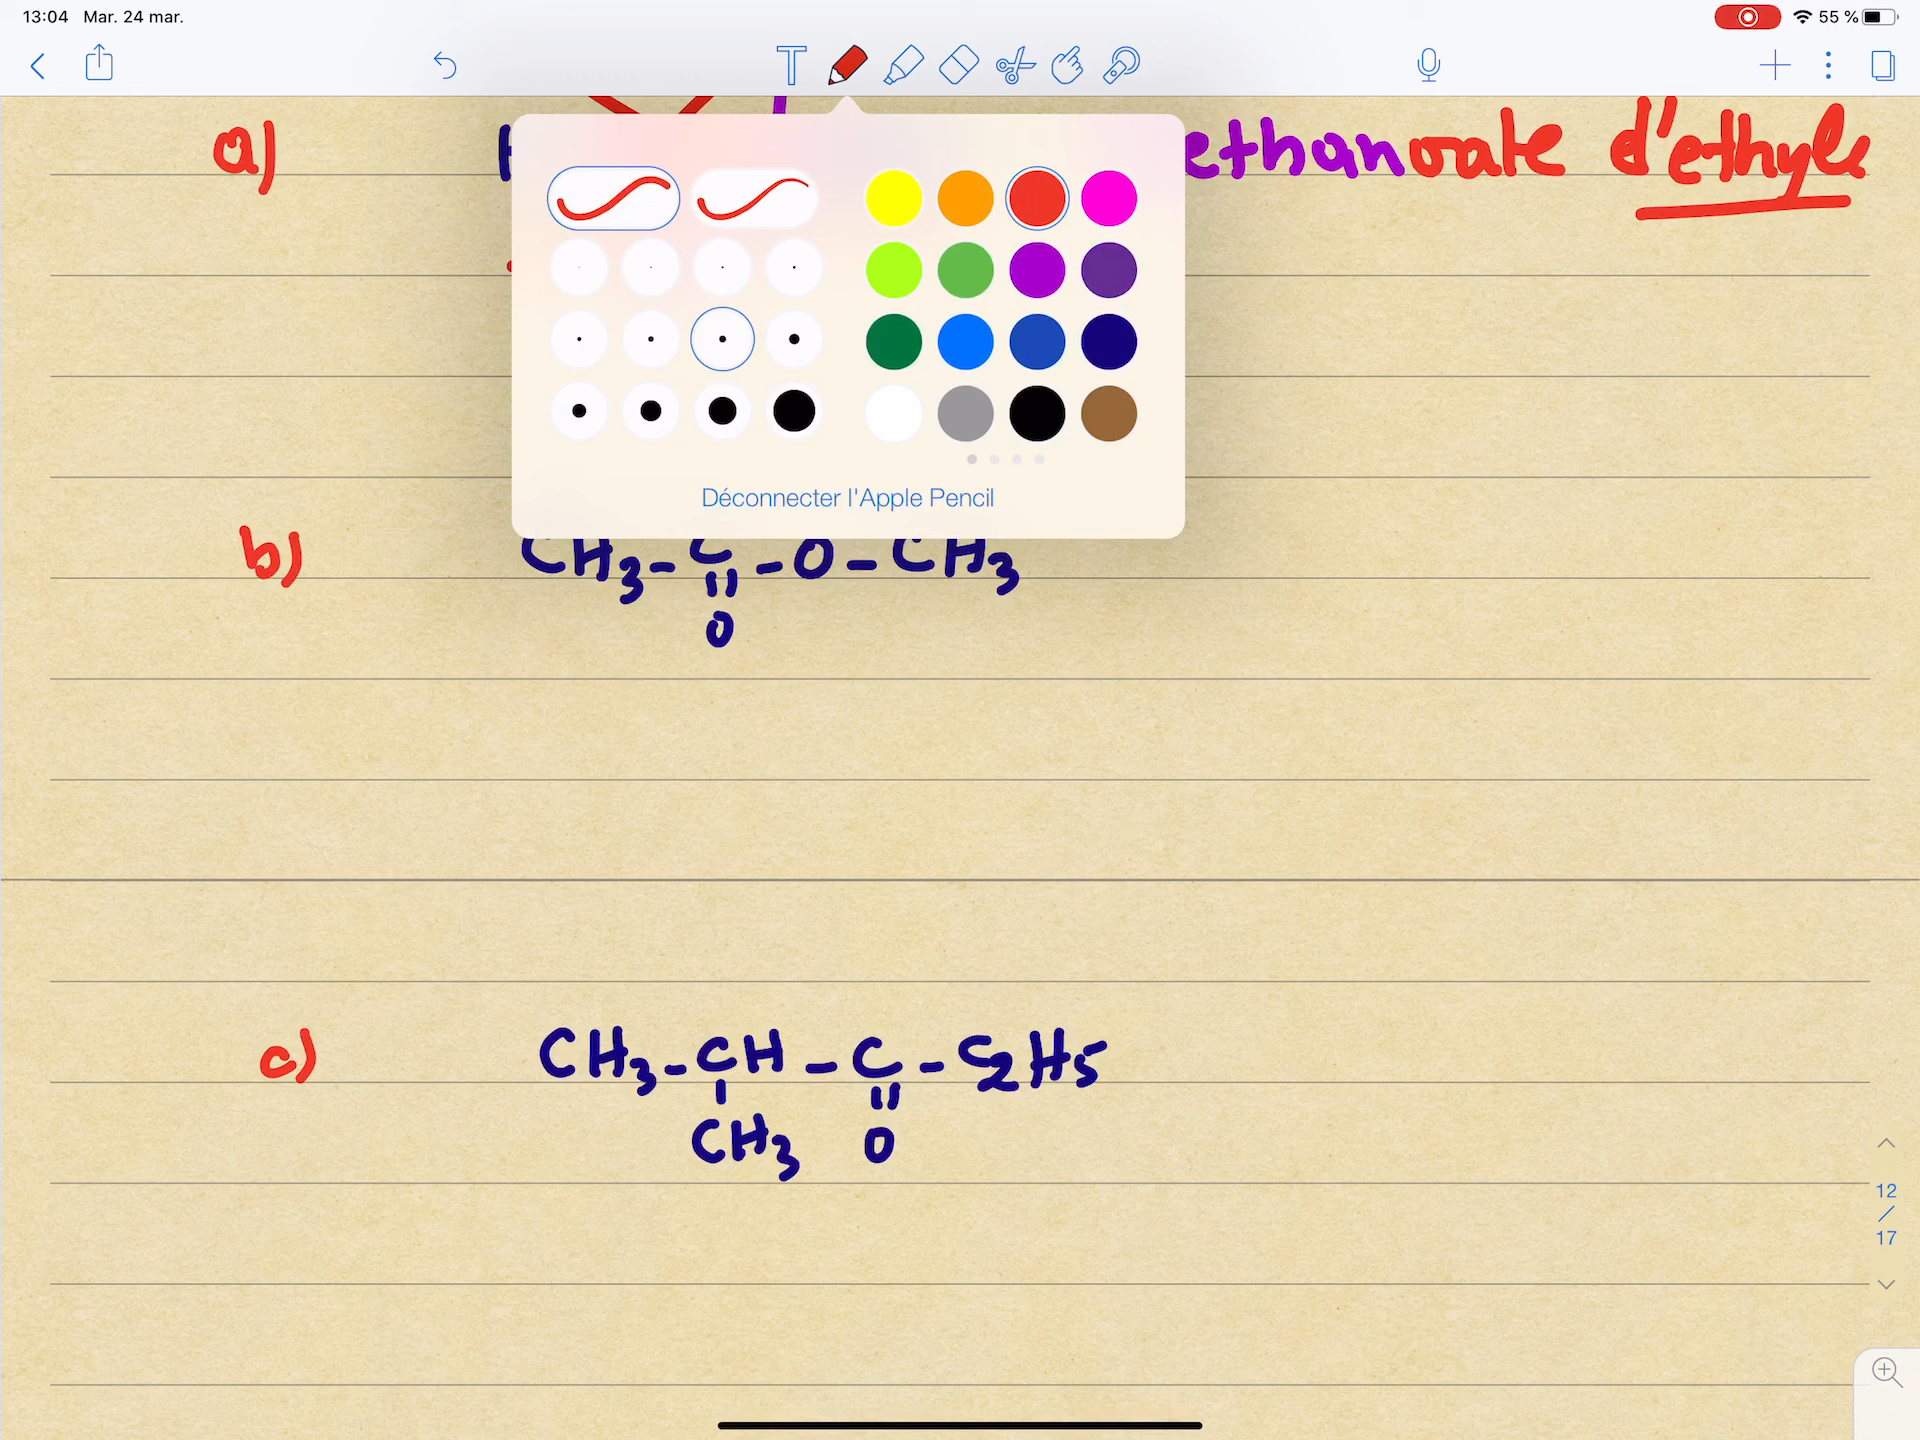 13:04 Mar. 24 mar. 55 %
T
a) ethanoate d'ethyle
Déconnecter l'Apple Pencil
b) CH3-C-O-CH3
O
c) CH3-CH-C-C2H5
CH3 O
12
/
17